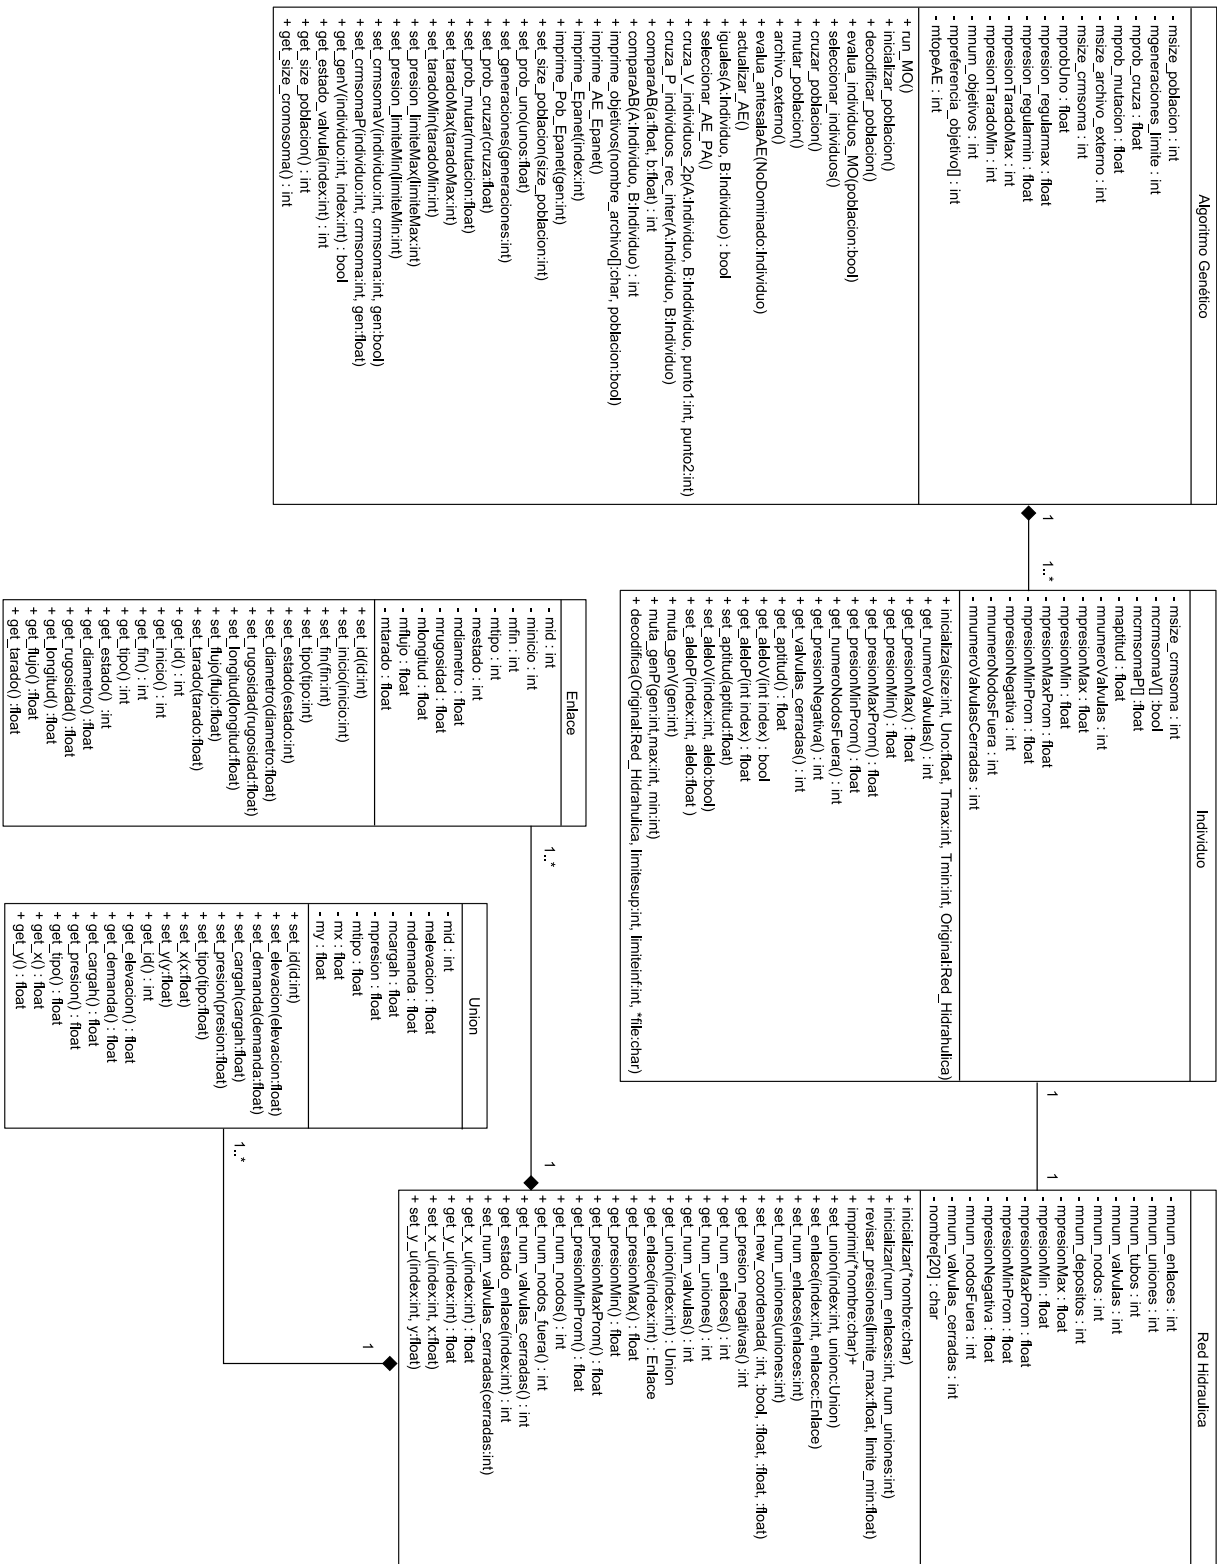 Algoritmo Genético
- msize_poblacion : int
- mgeneraciones_limite : int
- mprob_cruza : float
- mprob_mutacion : float
- msize_archivo_externo : int
- msize_crmsoma : int
- mprobUno : float
- mpresion_regularmax : float
- mpresion_regularmin : float
- mpresionTaradoMax : int
- mpresionTaradoMin : int
- mnum_objetivos : int
- mpreferencia_objetivo[] : int
- mtopeAE : int
+ run_MO()
+ inicializar_poblacion()
+ decodificar_poblacion()
+ evalua_individuos_MO(poblacion:bool)
+ seleccionar_individuos()
+ cruzar_poblacion()
+ mutar_poblacion()
+ archivo_externo()
+ evalua_antesalaAE(NoDominado:Individuo)
+ actualizar_AE()
+ iguales(A:Individuo, B:Individuo) : bool
+ seleccionar_AE_PA()
+ cruza_V_individuos_2p(A:Individuo, B:Inddividuo, punto1:int, punto2:int)
+ cruza_P_individuos_rec_inter(A:Individuo, B:Individuo)
+ comparaAB(a:float, b:float) : int
+ comparaAB(A:Individuo, B:Individuo) : int
+ imprime_objetivos(nombre_archivo[]:char, poblacion:bool)
+ imprime_AE_Epanet()
+ imprime_Epanet(index:int)
+ imprime_Pob_Epanet(gen:int)
+ set_size_poblacion(size_poblacion:int)
+ set_prob_uno(unos:float)
+ set_generaciones(generaciones:int)
+ set_prob_cruzar(cruza:float)
+ set_prob_mutar(mutacion:float)
+ set_taradoMax(taradoMax:int)
+ set_taradoMin(taradoMin:int)
+ set_presion_limiteMax(limiteMax:int)
+ set_presion_limiteMin(limiteMin:int)
+ set_crmsomaV(individuo:int, crmsoma:int, gen:bool)
+ set_crmsomaP(individuo:int, crmsoma:int, gen:float)
+ get_genV(individuo:int, index:int) : bool
+ get_estado_valvula(index:int) : int
+ get_size_poblacion() : int
+ get_size_cromosoma() : int
1
1..*
Individuo
- msize_crmsoma : int
- mcrmsomaV[] :bool
- mcrmsomaP[] :float
- maptitud : float
- mnumeroValvulas : int
- mpresionMax : float
- mpresionMin : float
- mpresionMaxProm : float
- mpresionMinProm : float
- mpresionNegativa : int
- mnumeroNodosFuera : int
- mnumeroValvulasCerradas : int
+ inicializa(size:int, Uno:float, Tmax:int, Tmin:int, Original:Red_Hidrahulica)
+ get_numeroValvulas() : int
+ get_presionMax() : float
+ get_presionMin() : float
+ get_presionMaxProm() : float
+ get_presionMinProm() : float
+ get_presionNegativa() : int
+ get_numeroNodosFuera() : int
+ get_valvulas_cerradas() : int
+ get_aptitud() : float
+ get_aleloV(int index) : bool
+ get_aleloP(int index) : float
+ set_aptitud(aptitud:float)
+ set_aleloV(index:int, alelo:bool)
+ set_aleloP(index:int, alelo:float )
+ muta_genV(gen:int)
+ muta_genP(gen:int,max:int, min:int)
+ decodifica(Original:Red_Hidrahulica, limitesup:int, limiteinf:int, *file:char)
1
1
Red Hidraulica
- mnum_enlaces : int
- mnum_uniones : int
- mnum_tubos : int
- mnum_valvulas : int
- mnum_nodos : int
- mnum_depositos : int
- mpresionMax : float
- mpresionMin : float
- mpresionMaxProm : float
- mpresionMinProm : float
- mpresionNegativa : float
- mnum_nodosFuera : int
- mnum_valvulas_cerradas : int
- nombre[20] : char
+ inicializar(*nombre:char)
+ inicializar(num_enlaces:int, num_uniones:int)
+ revisar_presiones(limite_max:float, limite_min:float)
+ imprimir(*nombre:char)+
+ set_union(index:int, unionc:Union)
+ set_enlace(index:int, enlacec:Enlace)
+ set_num_enlaces(enlaces:int)
+ set_num_uniones(uniones:int)
+ set_new_coordenada( :int, :bool, :float, :float, :float)
+ get_presion_negativas() :int
+ get_num_enlaces() : int
+ get_num_uniones() : int
+ get_num_valvulas() : int
+ get_union(index:int) : Union
+ get_enlace(index:int) : Enlace
+ get_presionMax() : float
+ get_presionMin() : float
+ get_presionMaxProm() : float
+ get_presionMinProm() : float
+ get_num_nodos() : int
+ get_num_nodos_fuera() : int
+ get_num_valvulas_cerradas() : int
+ get_estado_enlace(index:int) : int
+ set_num_valvulas_cerradas(cerradas:int)
+ get_x_u(index:int) : float
+ get_y_u(index:int) : float
+ set_x_u(index:int, x:float)
+ set_y_u(index:int, y:float)
Enlace
- mid : int
- minicio : int
- mfin : int
- mtipo : int
- mestado : int
- mdiametro : float
- mrugosidad : float
- mlongitud : float
- mflujo : float
- mtarado : float
+ set_id(id:int)
+ set_inicio(inicio:int)
+ set_fin(fin:int)
+ set_tipo(tipo:int)
+ set_estado(estado:int)
+ set_diametro(diametro:float)
+ set_rugosidad(rugosidad:float)
+ set_longitud(longitud:float)
+ set_flujo(flujo:float)
+ set_tarado(tarado:float)
+ get_id() : int
+ get_inicio() : int
+ get_fin() : int
+ get_tipo() : int
+ get_estado() : int
+ get_diametro() :float
+ get_rugosidad() : float
+ get_longitud() : float
+ get_flujo() : float
+ get_tarado() : float
1..*
1
Union
- mid : int
- melevacion : float
- mdemanda : float
- mcargah : float
- mpresion : float
- mtipo : float
- mx : float
- my : float
+ set_id(id:int)
+ set_elevacion(elevacion:float)
+ set_demanda(demanda:float)
+ set_cargah(cargah:float)
+ set_presion(presion:float)
+ set_tipo(tipo:float)
+ set_x(x:float)
+ set_y(y:float)
+ get_id() : int
+ get_elevacion() : float
+ get_demanda() : float
+ get_cargah() : float
+ get_presion() : float
+ get_tipo() : float
+ get_x() : float
+ get_y() : float
1..*
1